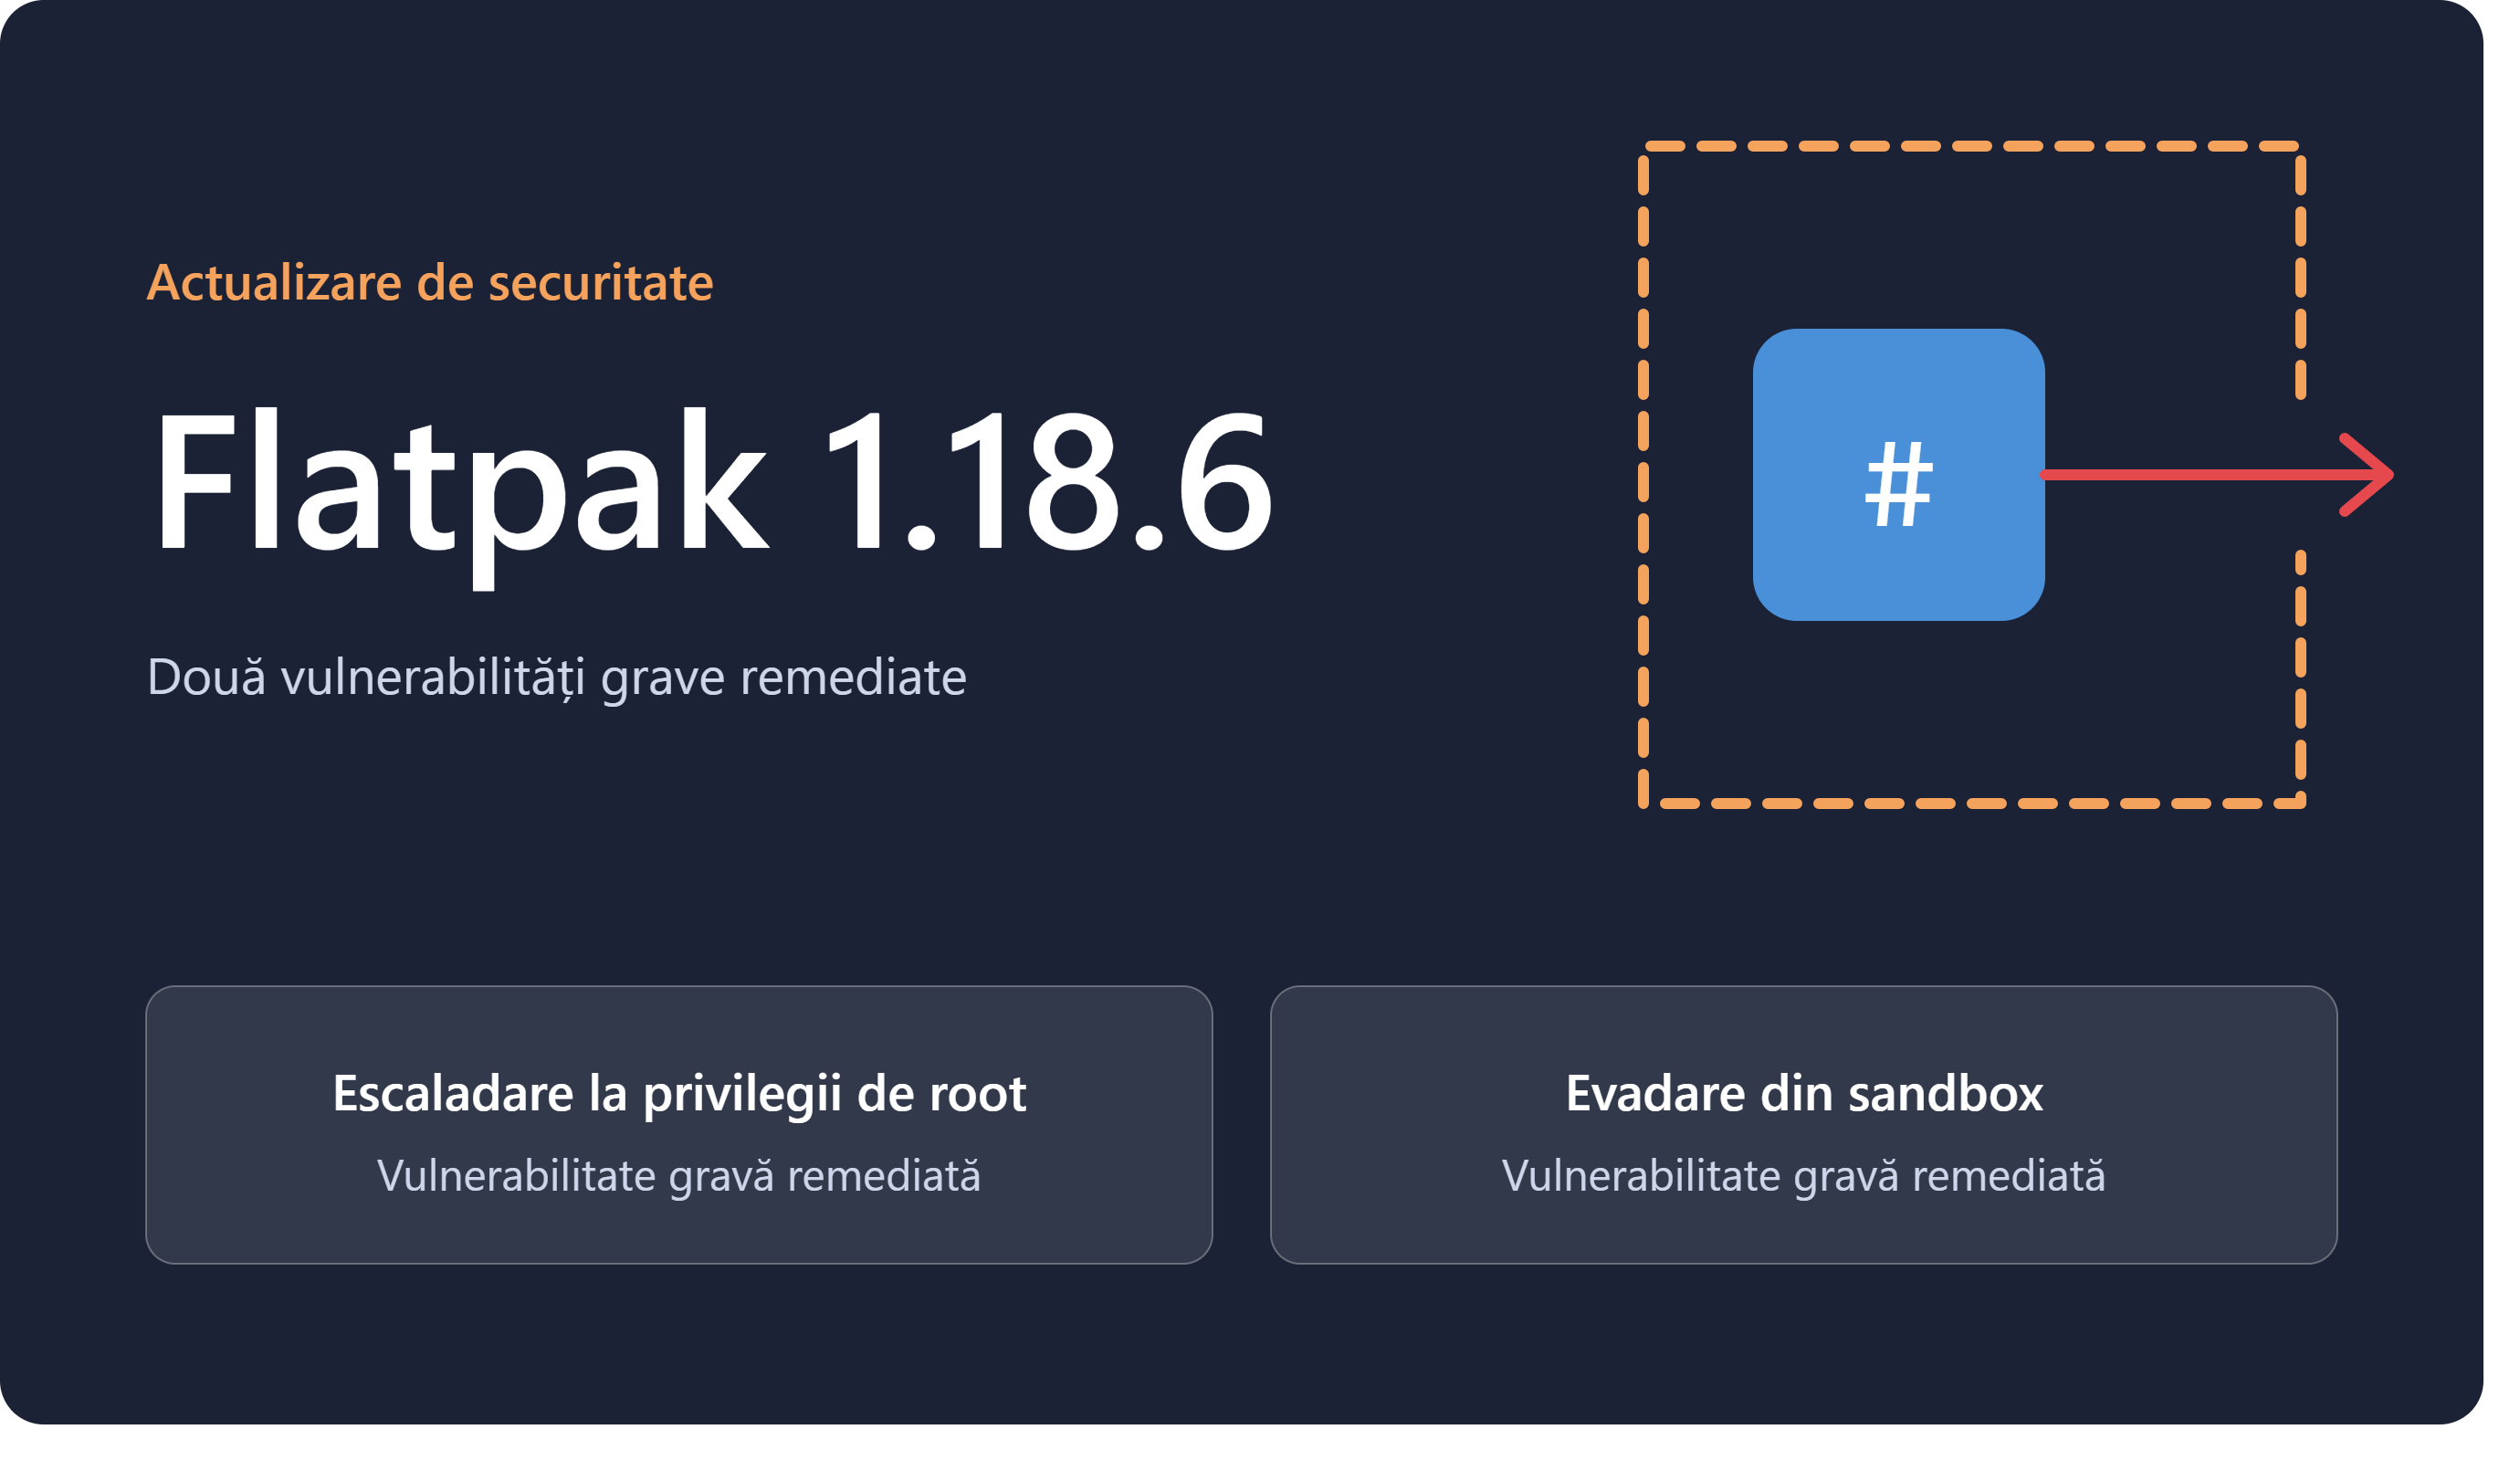 Actualizare de securitate
Flatpak 1.18.6
Două vulnerabilități grave remediate
#
Escaladare la privilegii de root
Vulnerabilitate gravă remediată
Evadare din sandbox
Vulnerabilitate gravă remediată